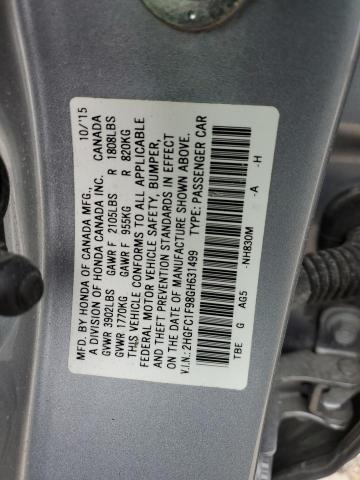 MFD. BY HONDA OF CANADA MFG., 10/'15
A DIVISION OF HONDA CANADA INC. CANADA
GVWR 3902LBS GAWR F 2105LBS R 1808LBS
GVWR 1770KG GAWR F 955KG R 820KG
THIS VEHICLE CONFORMS TO ALL APPLICABLE
FEDERAL MOTOR VEHICLE SAFETY, BUMPER,
AND THEFT PREVENTION STANDARDS IN EFFECT
ON THE DATE OF MANUFACTURE SHOWN ABOVE.
V.I.N.: 2HGFC1F98GH631499 TYPE: PASSENGER CAR
TBE G AG5 -NH830M -A -H